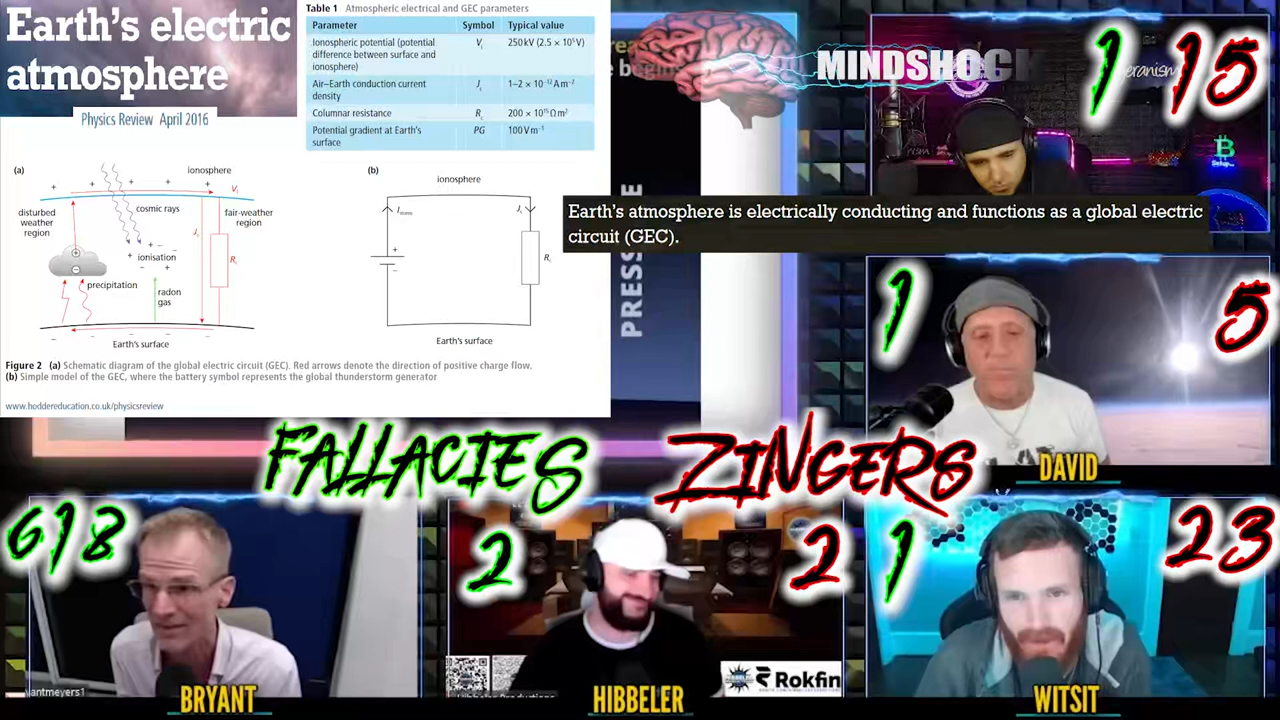 Earth's electric
atmosphere
Physics Review April 2016
Table 1 Atmospheric electrical and GEC parameters
Parameter Symbol Typical value
Ionospheric potential (potential
difference between surface and
ionosphere) Vᵢ 250 kV (2.5 × 10⁵ V)
Air–Earth conduction current
density 1–2 × 10⁻¹² A m⁻²
Columnar resistance 200 × 10¹⁵ Ω m²
Potential gradient at Earth's
surface PG 100 V m⁻¹
(a)
ionosphere
+ + + + +
Vᵢ
disturbed
weather
region
cosmic rays
fair-weather
region
ionisation
precipitation
radon
gas
Earth's surface
(b)
ionosphere
+
−
Earth's surface
Figure 2 (a) Schematic diagram of the global electric circuit (GEC). Red arrows denote the direction of positive charge flow.
(b) Simple model of the GEC, where the battery symbol represents the global thunderstorm generator
www.hoddereducation.co.uk/physicsreview
MINDSHOCK
1 15
Earth's atmosphere is electrically conducting and functions as a global electric
circuit (GEC).
PRESS
1 5
DAVID
FALLACIES ZINGERS
618
2 2
1 23
antmeyers1
Rokfin
BRYANT
HIBBELER
WITSIT